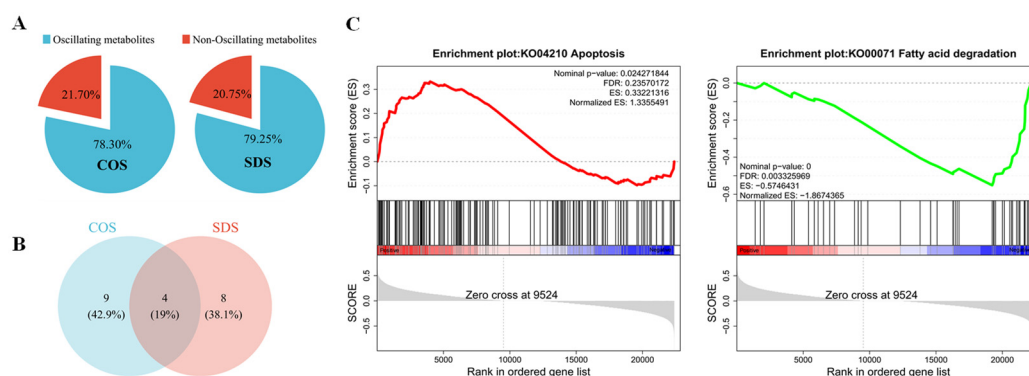 A
Oscillating metabolites
Non-Oscillating metabolites
21.70%
78.30%
COS
20.75%
79.25%
SDS
B
COS
SDS
9
(42.9%)
4
(19%)
8
(38.1%)
C
Enrichment plot:KO04210 Apoptosis
Nominal p-value: 0.024271844
FDR: 0.23570172
ES: 0.33221316
Normalized ES: 1.3355491
Enrichment score (ES)
0.3
0.2
0.1
0.0
-0.1
Positive
Negative
SCORE
0.5
0.0
-0.5
Zero cross at 9524
5000
10000
15000
20000
Rank in ordered gene list
Enrichment plot:KO00071 Fatty acid degradation
Enrichment score (ES)
0.0
-0.2
-0.4
-0.6
Nominal p-value: 0
FDR: 0.003325969
ES: -0.5746431
Normalized ES: -1.8674365
Positive
Negative
SCORE
0.5
0.0
-0.5
Zero cross at 9524
5000
10000
15000
20000
Rank in ordered gene list